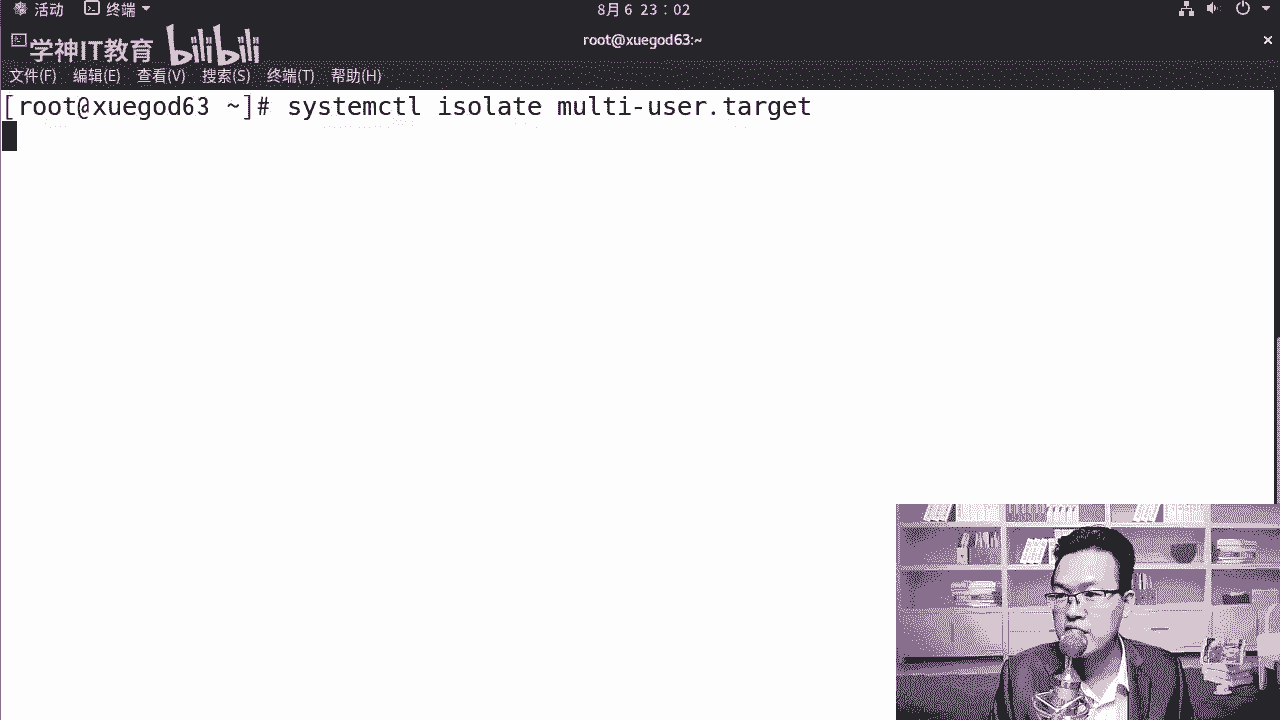 活动 终端 8月 6 23：02
学神IT教育 bilibili root@xuegod63:~ ×
文件(F) 编辑(E) 查看(V) 搜索(S) 终端(T) 帮助(H)
[root@xuegod63 ~]# systemctl isolate multi-user.target